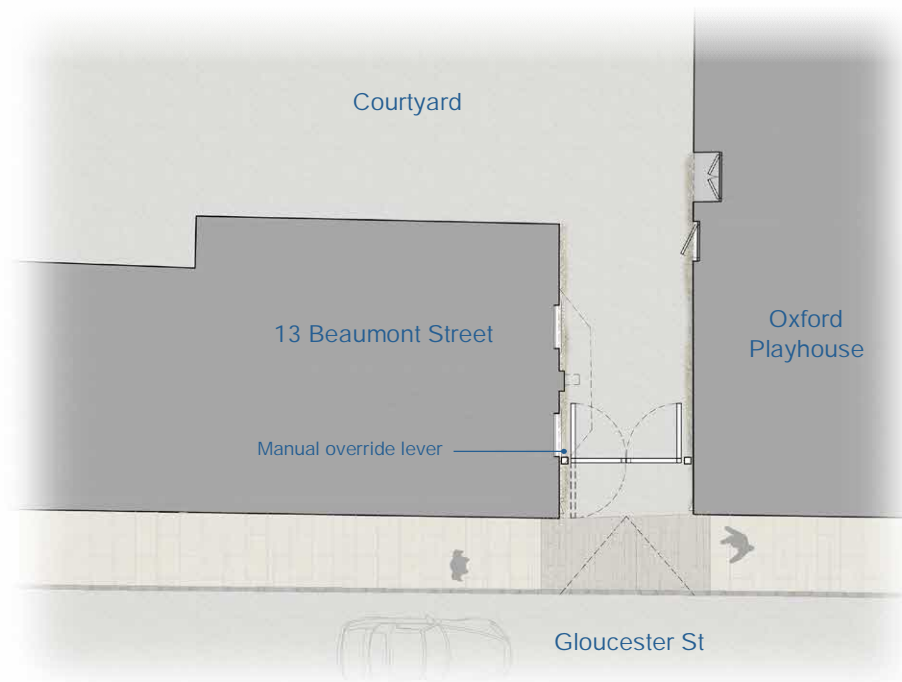 Courtyard
13 Beaumont Street
Oxford
Playhouse
Manual override lever
Gloucester St